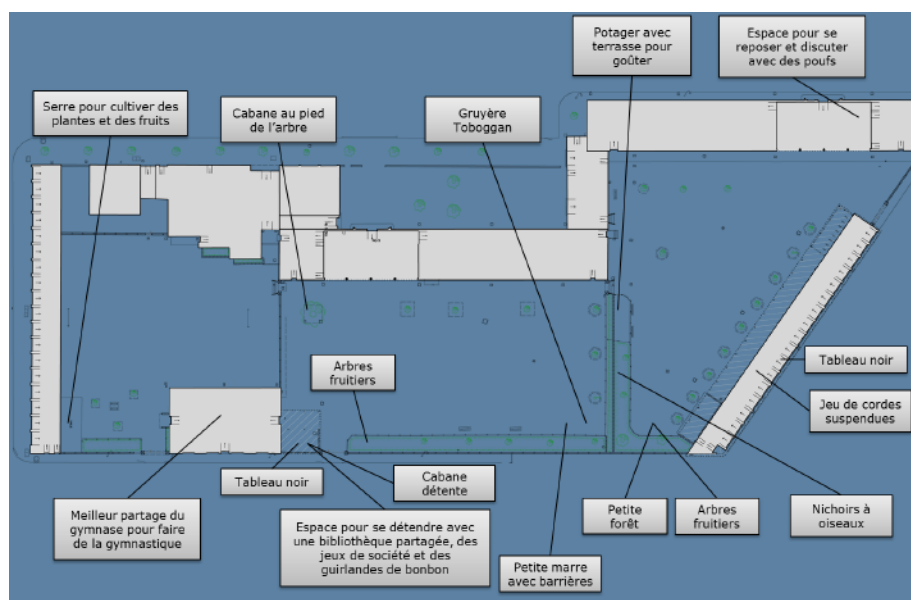 Potager avec
terrasse pour
goûter
Espace pour se
reposer et discuter
avec des poufs
Serre pour cultiver des
plantes et des fruits
Cabane au pied
de l'arbre
Gruyère
Toboggan
Arbres
fruitiers
Tableau noir
Jeu de cordes
suspendues
Tableau noir
Cabane
détente
Meilleur partage du
gymnase pour faire
de la gymnastique
Espace pour se détendre avec
une bibliothèque partagée, des
jeux de société et des
guirlandes de bonbon
Petite marre
avec barrières
Petite
forêt
Arbres
fruitiers
Nichoirs à
oiseaux